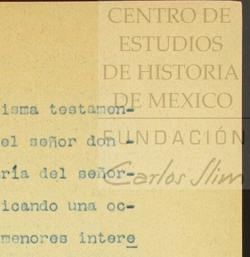 CENTRO DE
ESTUDIOS
DE HISTORIA
DE MEXICO
FUNDACIÓN
Carlos Slim
isma testamen-
el señor don -
ría del señor-
icando una oc-
menores intere